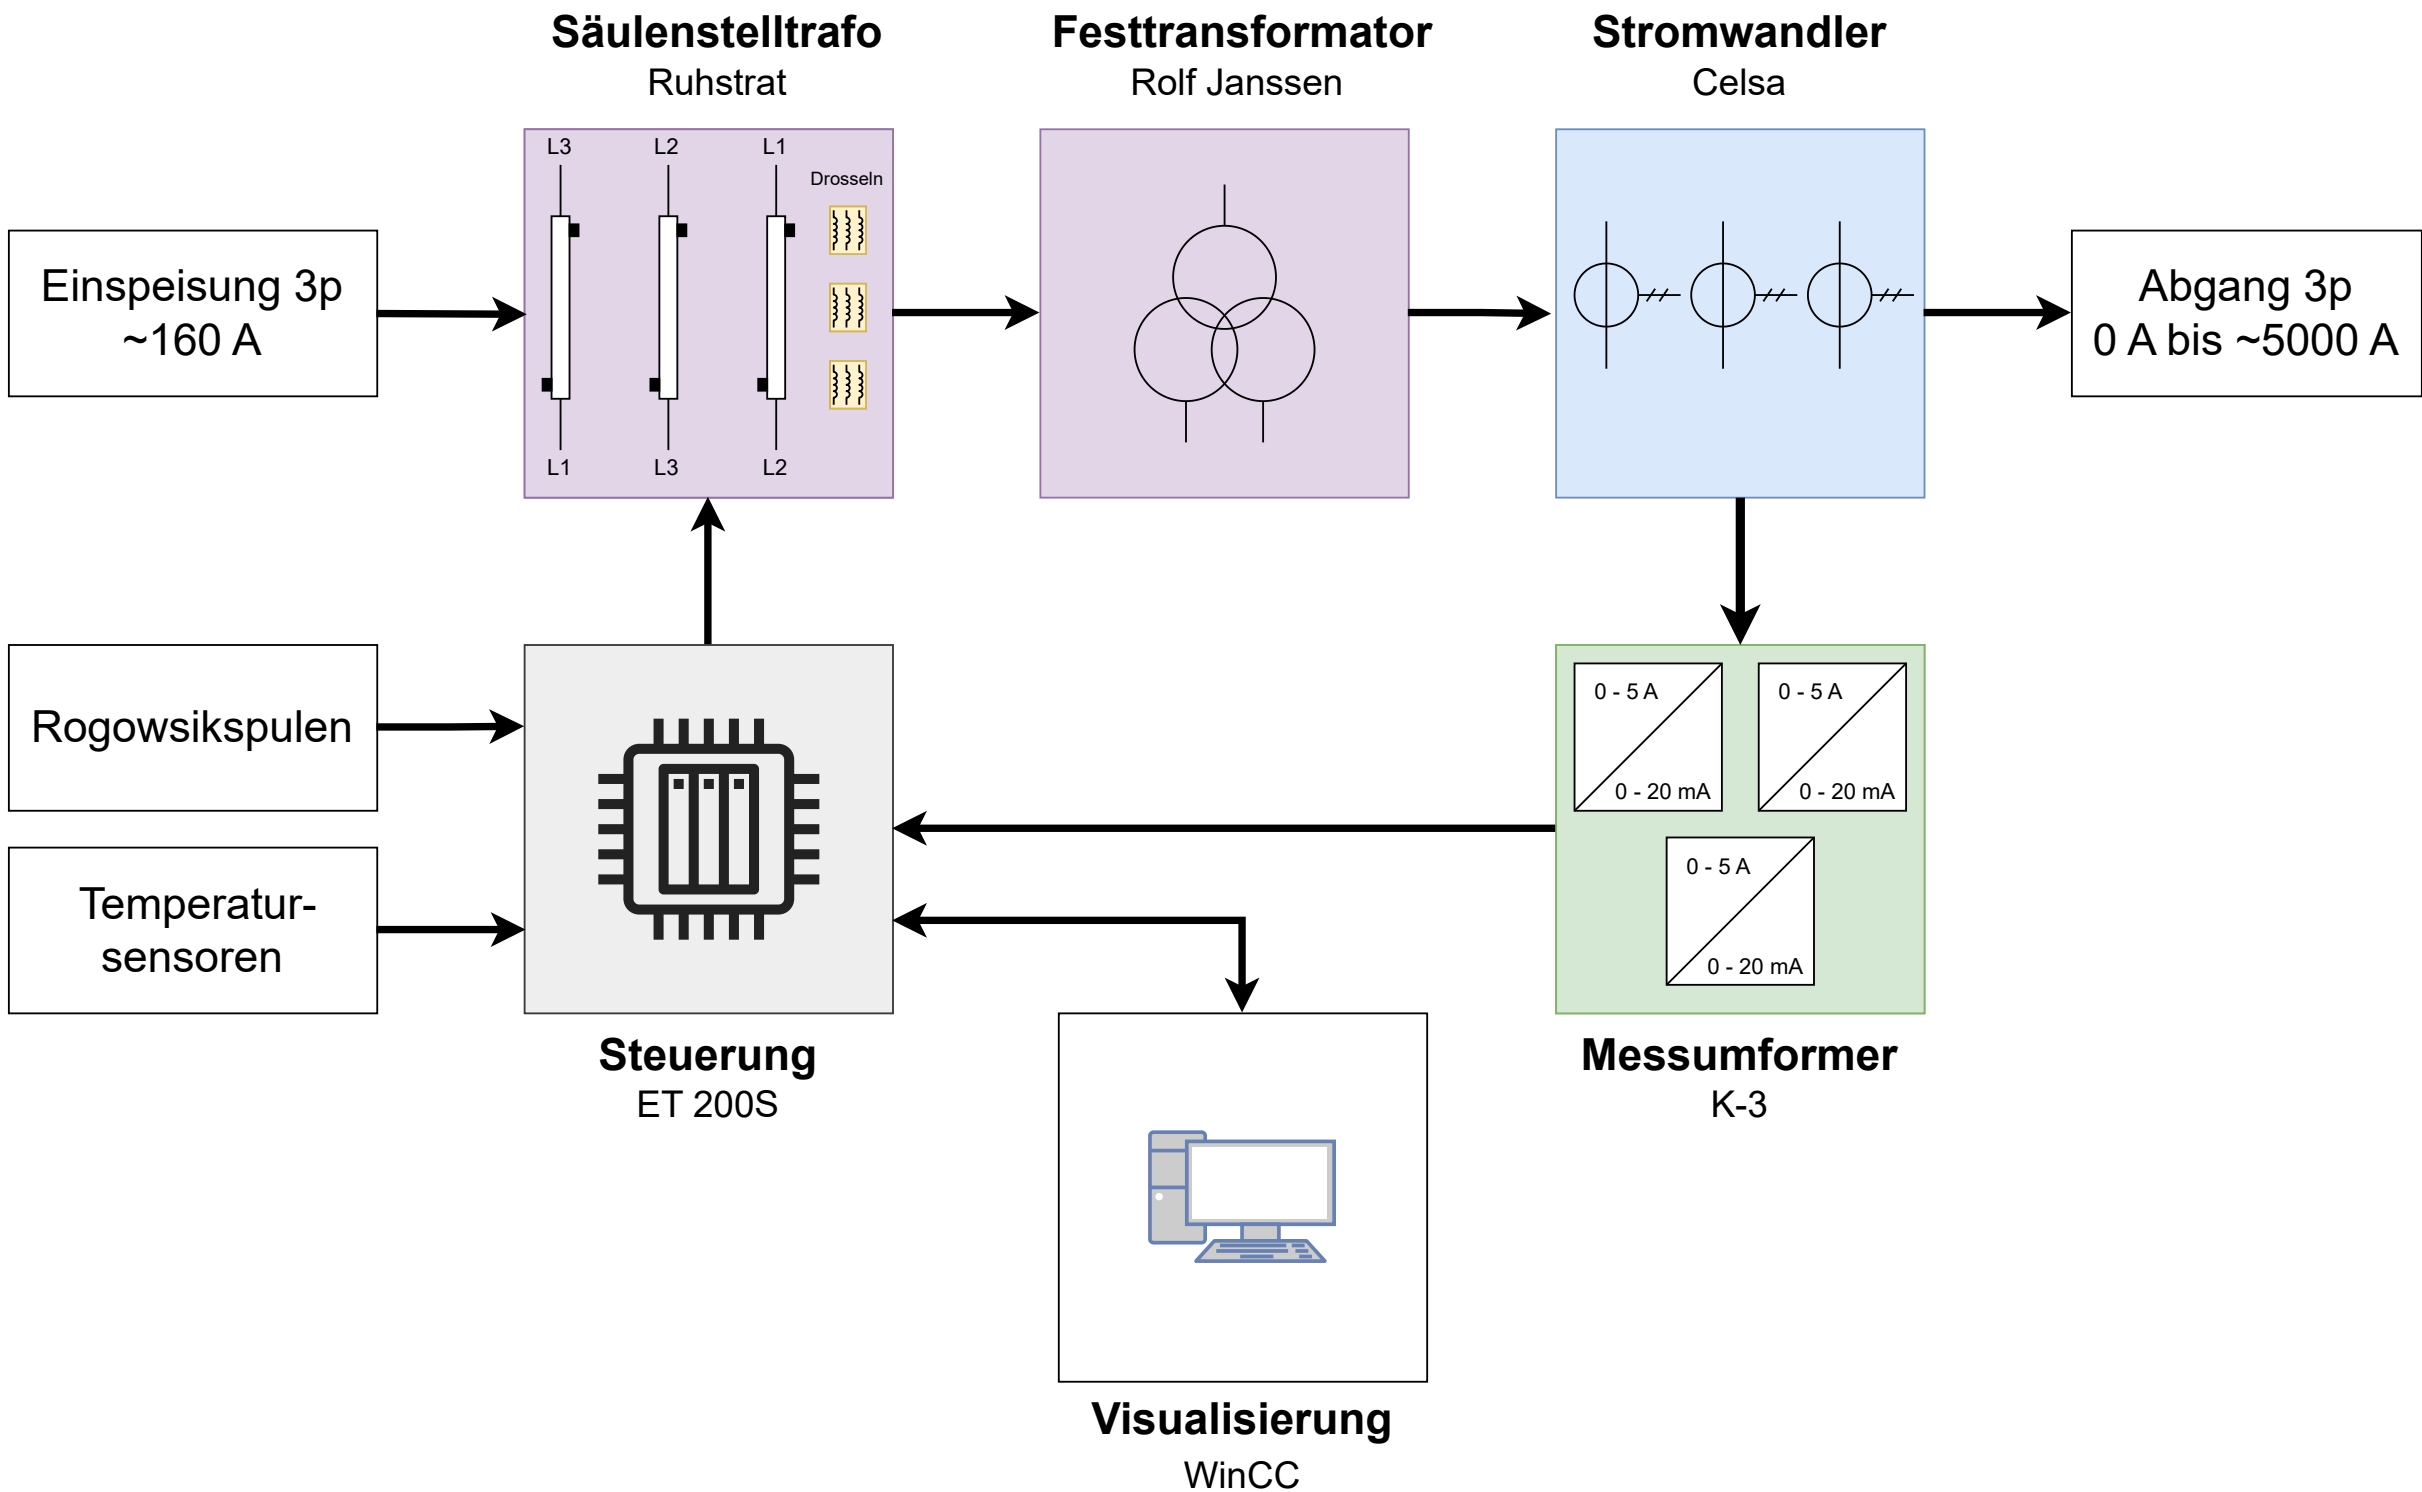 Säulenstelltrafo
Ruhstrat
Festtransformator
Rolf Janssen
Stromwandler
Celsa
L3
L2
L1
Drosseln
L1
L3
L2
Einspeisung 3p
~160 A
Abgang 3p
0 A bis ~5000 A
Rogowsikspulen
Temperatur-
sensoren
0 - 5 A
0 - 20 mA
0 - 5 A
0 - 20 mA
0 - 5 A
0 - 20 mA
Steuerung
ET 200S
Messumformer
K-3
Visualisierung
WinCC